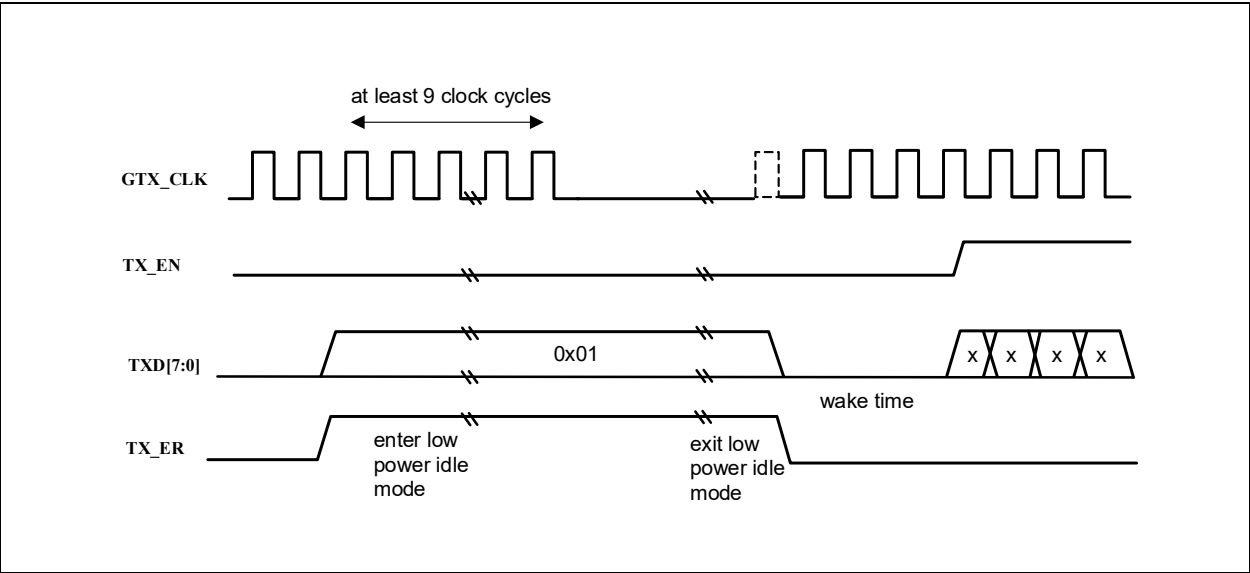 at least 9 clock cycles
GTX_CLK
TX_EN
TXD[7:0]
0x01
x x x x
wake time
TX_ER
enter low
power idle
mode
exit low
power idle
mode